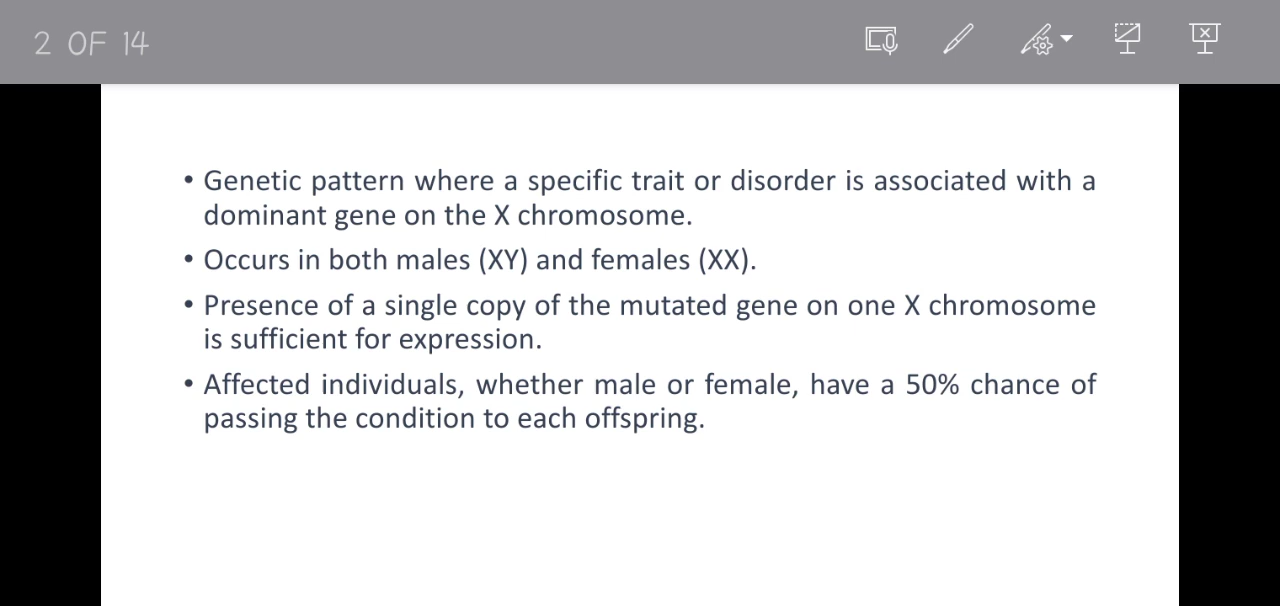 2 OF 14
• Genetic pattern where a specific trait or disorder is associated with a
dominant gene on the X chromosome.
• Occurs in both males (XY) and females (XX).
• Presence of a single copy of the mutated gene on one X chromosome
is sufficient for expression.
• Affected individuals, whether male or female, have a 50% chance of
passing the condition to each offspring.